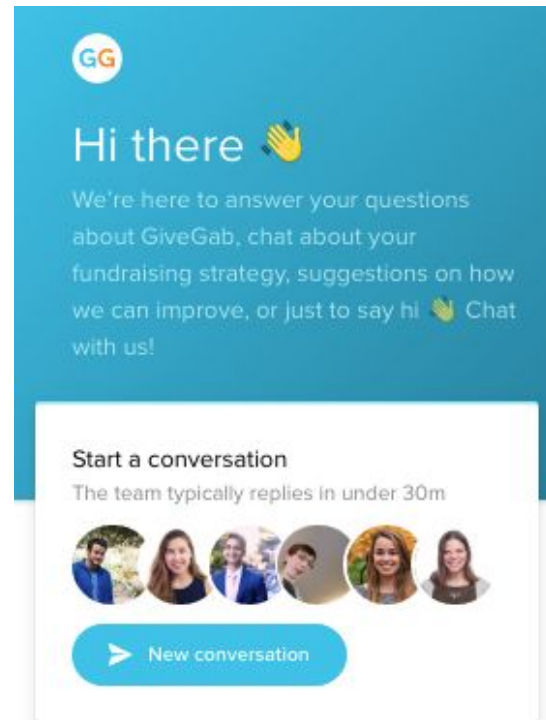 GG
Hi there 👋
We're here to answer your questions
about GiveGab, chat about your
fundraising strategy, suggestions on how
we can improve, or just to say hi 👋 Chat
with us!
Start a conversation
The team typically replies in under 30m
New conversation